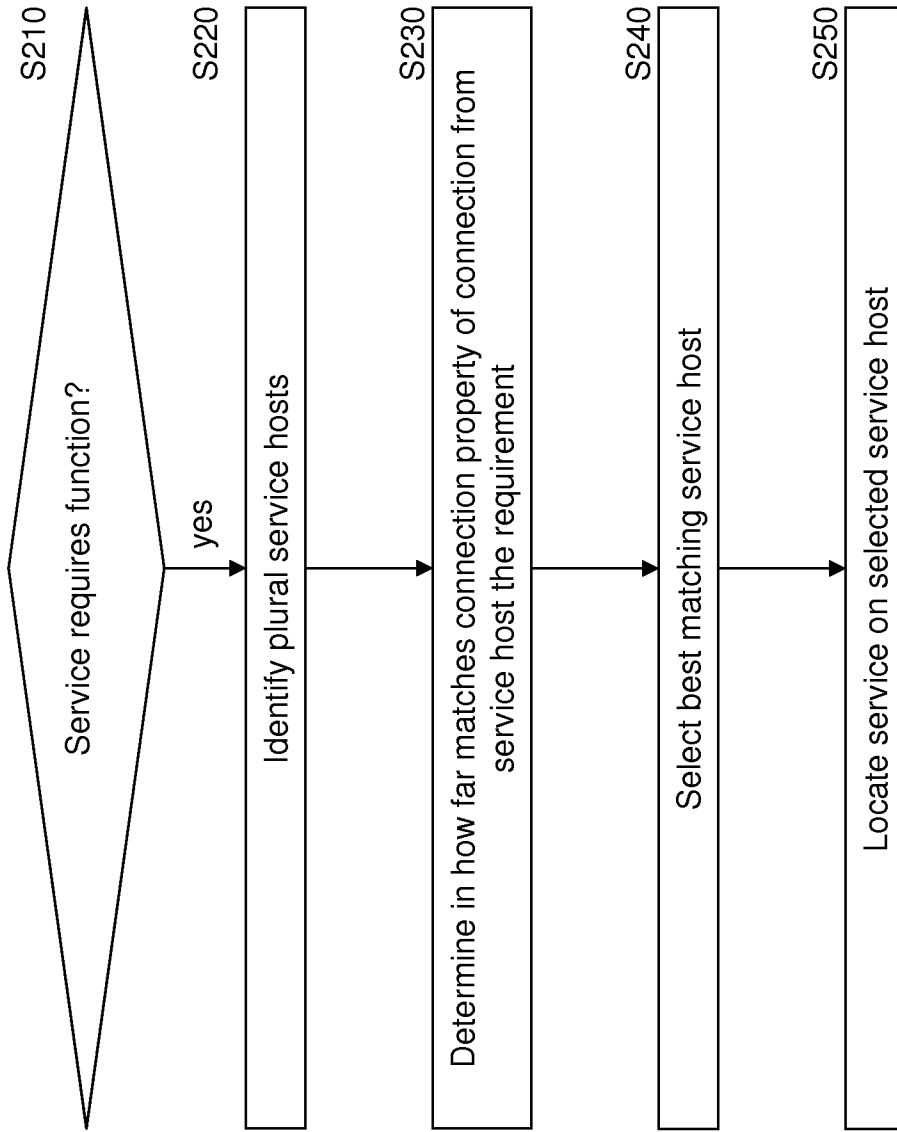 S210
Service requires function?
yes
S220
Identify plural service hosts
S230
Determine in how far matches connection property of connection from
service host the requirement
S240
Select best matching service host
S250
Locate service on selected service host